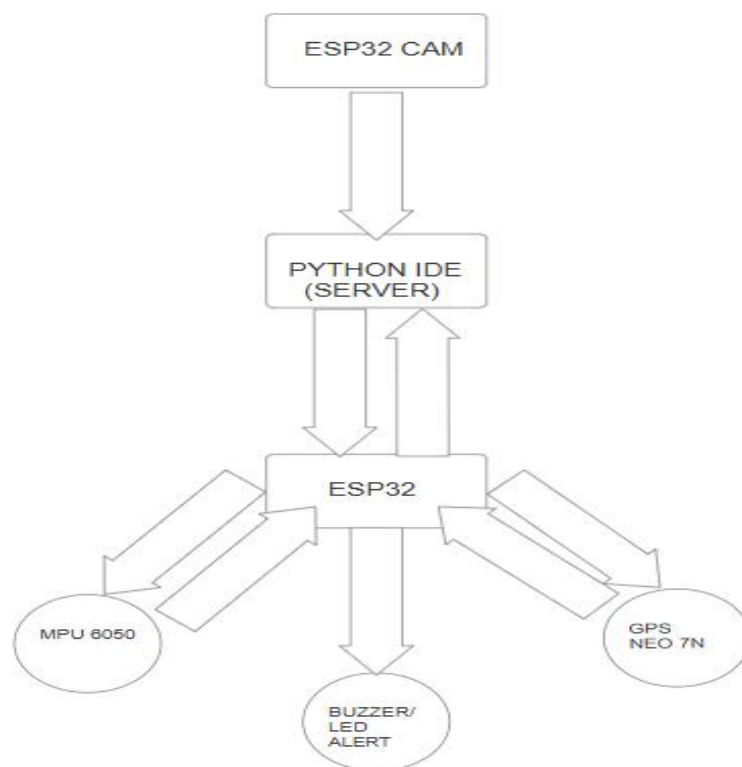 ESP32 CAM
PYTHON IDE
(SERVER)
ESP32
MPU 6050
GPS
NEO 7N
BUZZER/
LED
ALERT